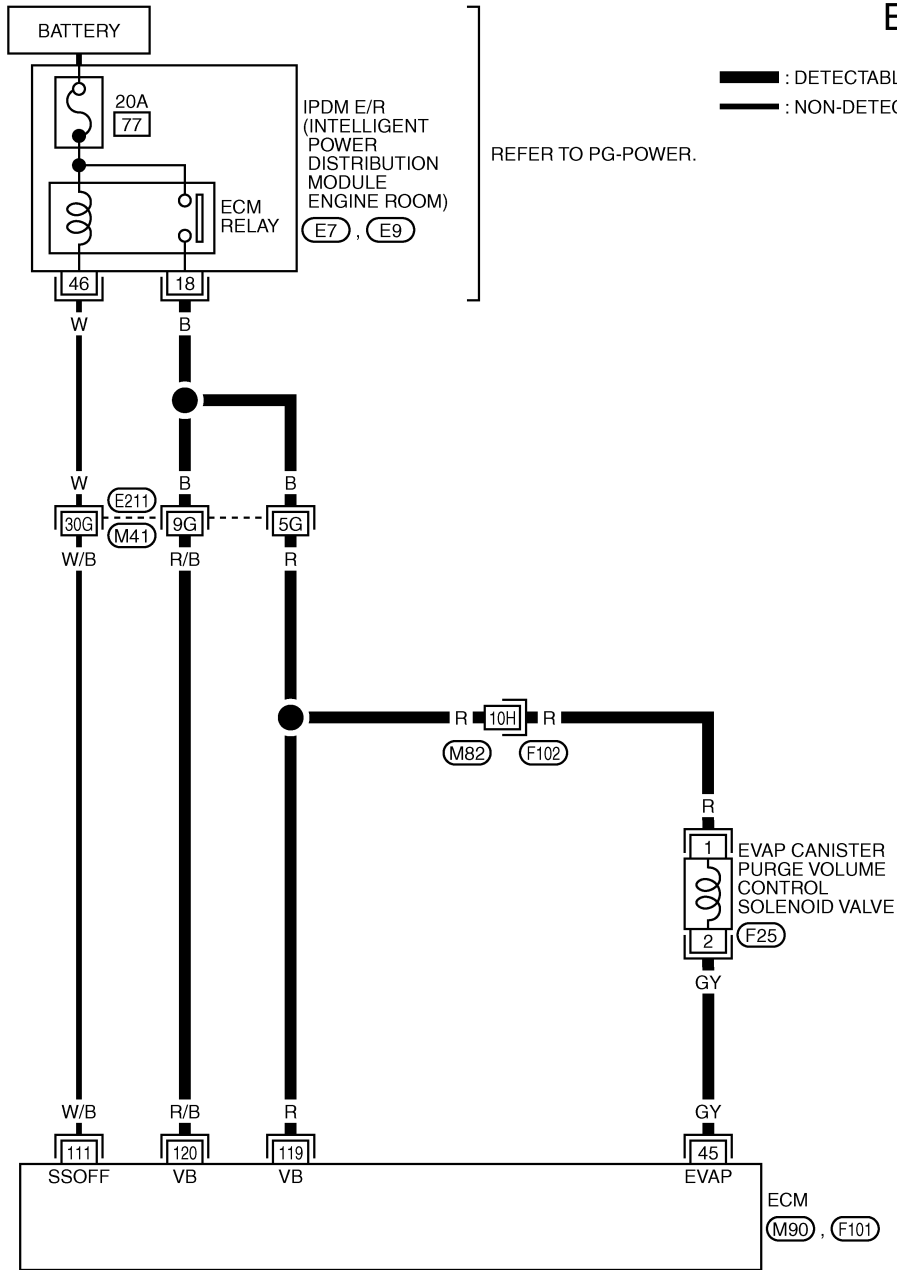 BATTERY
20A
77
IPDM E/R
(INTELLIGENT
POWER
DISTRIBUTION
MODULE
ENGINE ROOM)
E7 , E9
ECM
RELAY
REFER TO PG-POWER.
E
: DETECTABL
: NON-DETEC
46
18
W
B
W
B
B
E211
30G
9G
5G
M41
W/B
R/B
R
R
10H
R
M82
F102
R
1
EVAP CANISTER
PURGE VOLUME
CONTROL
SOLENOID VALVE
2
F25
GY
W/B
R/B
R
GY
111
120
119
45
SSOFF
VB
VB
EVAP
ECM
M90 , F101